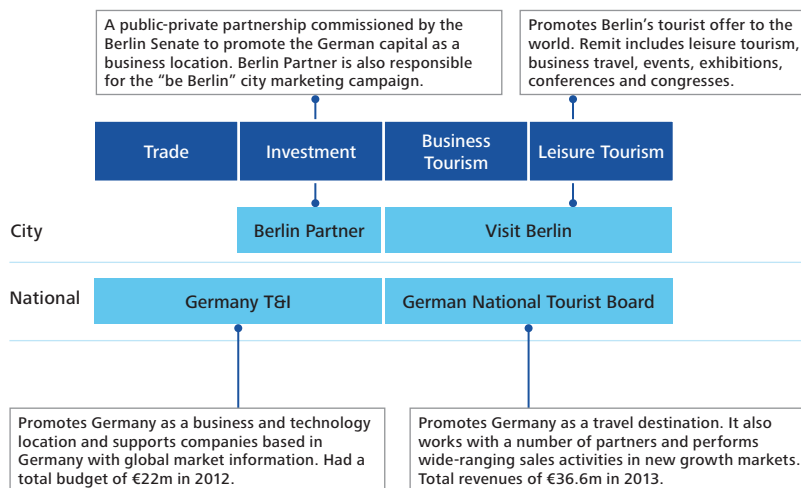 A public-private partnership commissioned by the
Berlin Senate to promote the German capital as a
business location. Berlin Partner is also responsible
for the “be Berlin” city marketing campaign.
Promotes Berlin’s tourist offer to the
world. Remit includes leisure tourism,
business travel, events, exhibitions,
conferences and congresses.
Trade
Investment
Business
Tourism
Leisure Tourism
City
Berlin Partner
Visit Berlin
National
Germany T&I
German National Tourist Board
Promotes Germany as a business and technology
location and supports companies based in
Germany with global market information. Had a
total budget of €22m in 2012.
Promotes Germany as a travel destination. It also
works with a number of partners and performs
wide-ranging sales activities in new growth markets.
Total revenues of €36.6m in 2013.